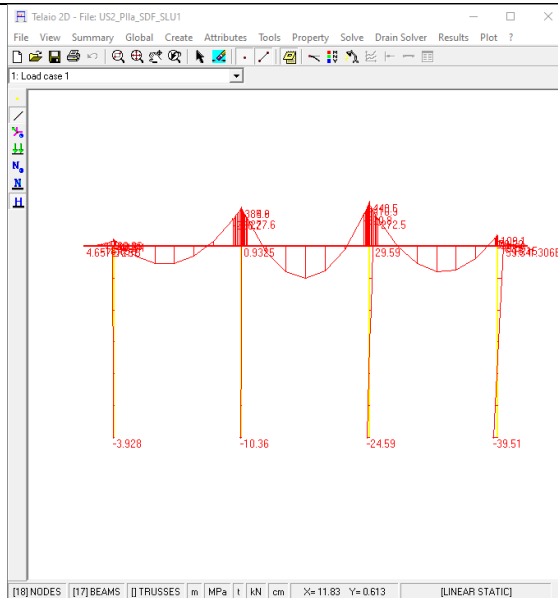 Telaio 2D - File: US2_PIIa_SDF_SLU1
File View Summary Global Create Attributes Tools Property Solve Drain Solver Results Plot ?
1: Load case 1
0.9325
29.59
-3.928
-10.36
-24.59
-39.51
[18] NODES [17] BEAMS [] TRUSSES m MPa t kN cm X= 11.83 Y= 0.613 [LINEAR STATIC]